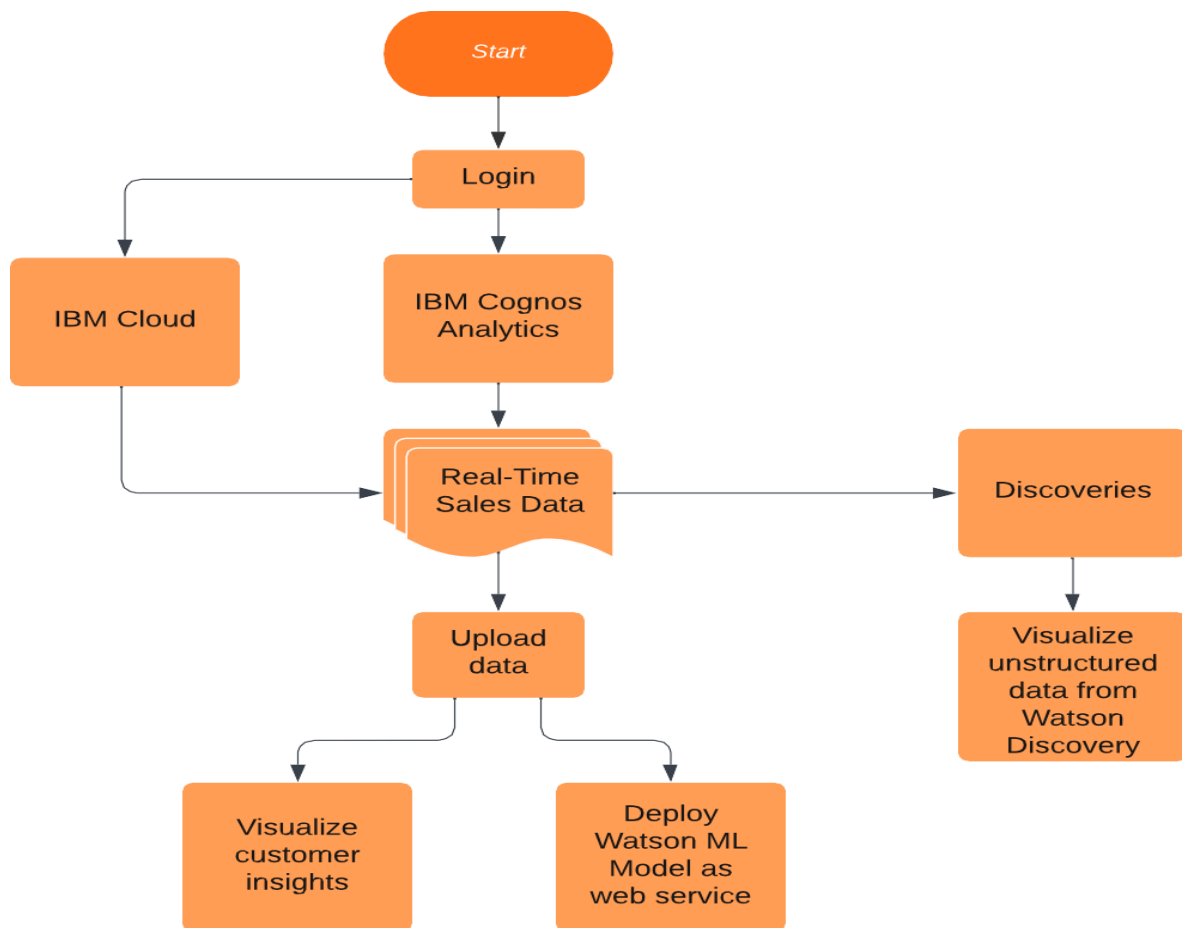 Start
Login
IBM Cloud
IBM Cognos
Analytics
Real-Time
Sales Data
Discoveries
Upload
data
Visualize
unstructured
data from
Watson
Discovery
Visualize
customer
insights
Deploy
Watson ML
Model as
web service